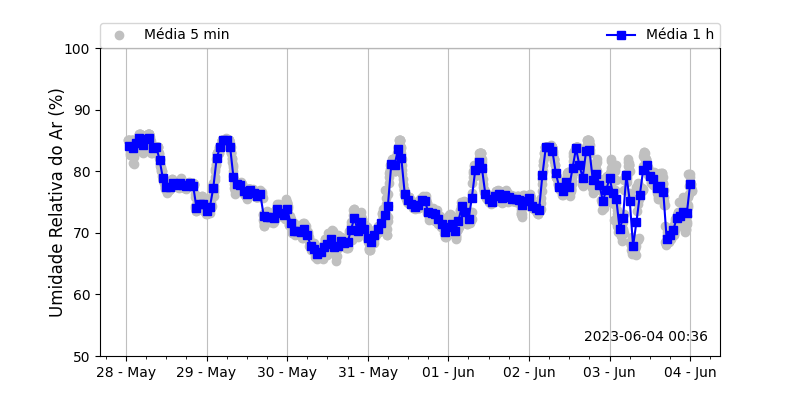 Média 5 min
Média 1 h
Umidade Relativa do Ar (%)
100
90
80
70
60
50
2023-06-04 00:36
28 - May
29 - May
30 - May
31 - May
01 - Jun
02 - Jun
03 - Jun
04 - Jun